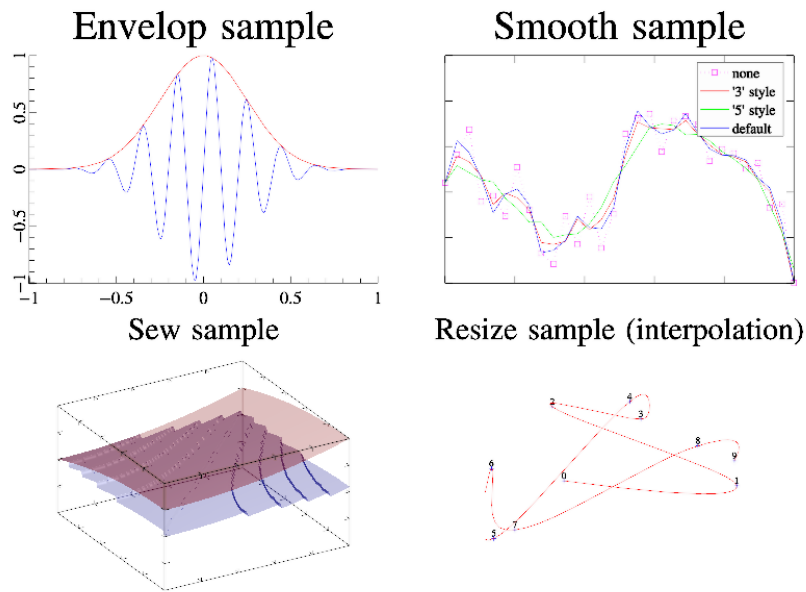 Envelop sample
Smooth sample
1
0.5
0
−0.5
−1
−1 −0.5 0 0.5 1
none
'3' style
'5' style
default
Sew sample
Resize sample (interpolation)
4
2
3
8
9
6
0
1
7
5